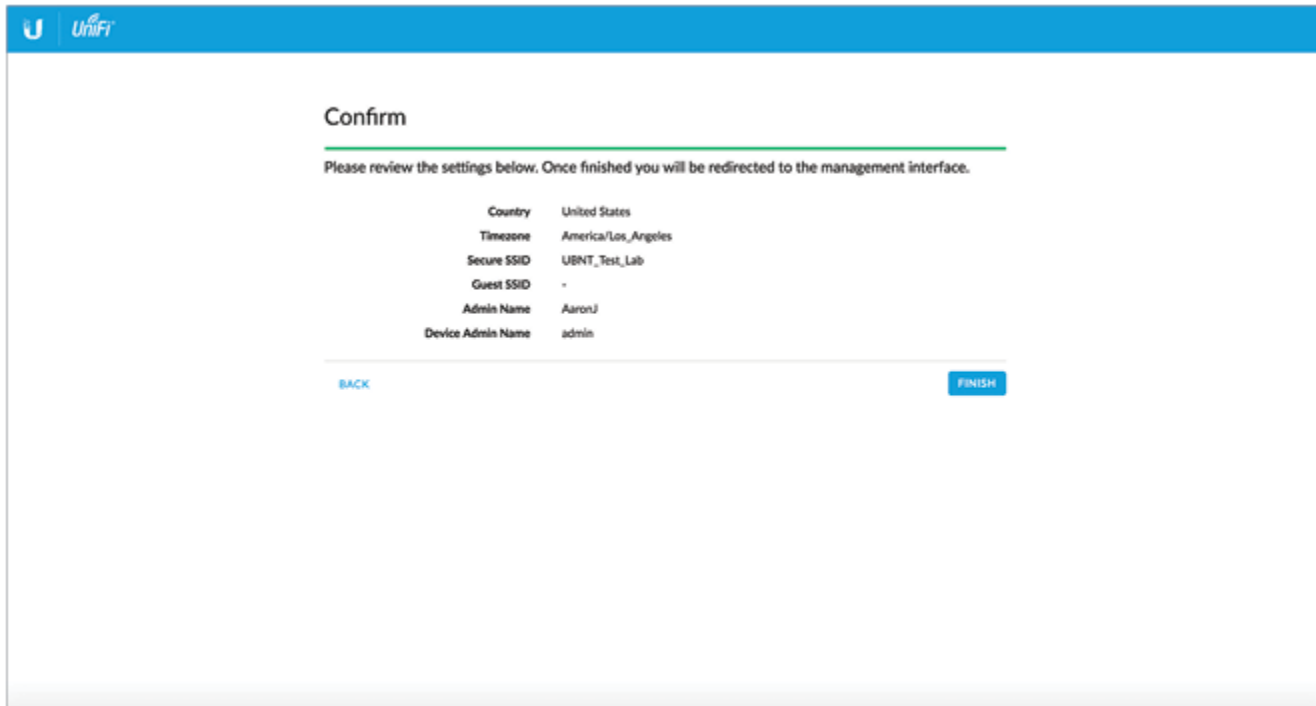 UniFi
Confirm
Please review the settings below. Once finished you will be redirected to the management interface.
Country United States
Timezone America/Los_Angeles
Secure SSID UBNT_Test_Lab
Guest SSID -
Admin Name AaronJ
Device Admin Name admin
BACK FINISH